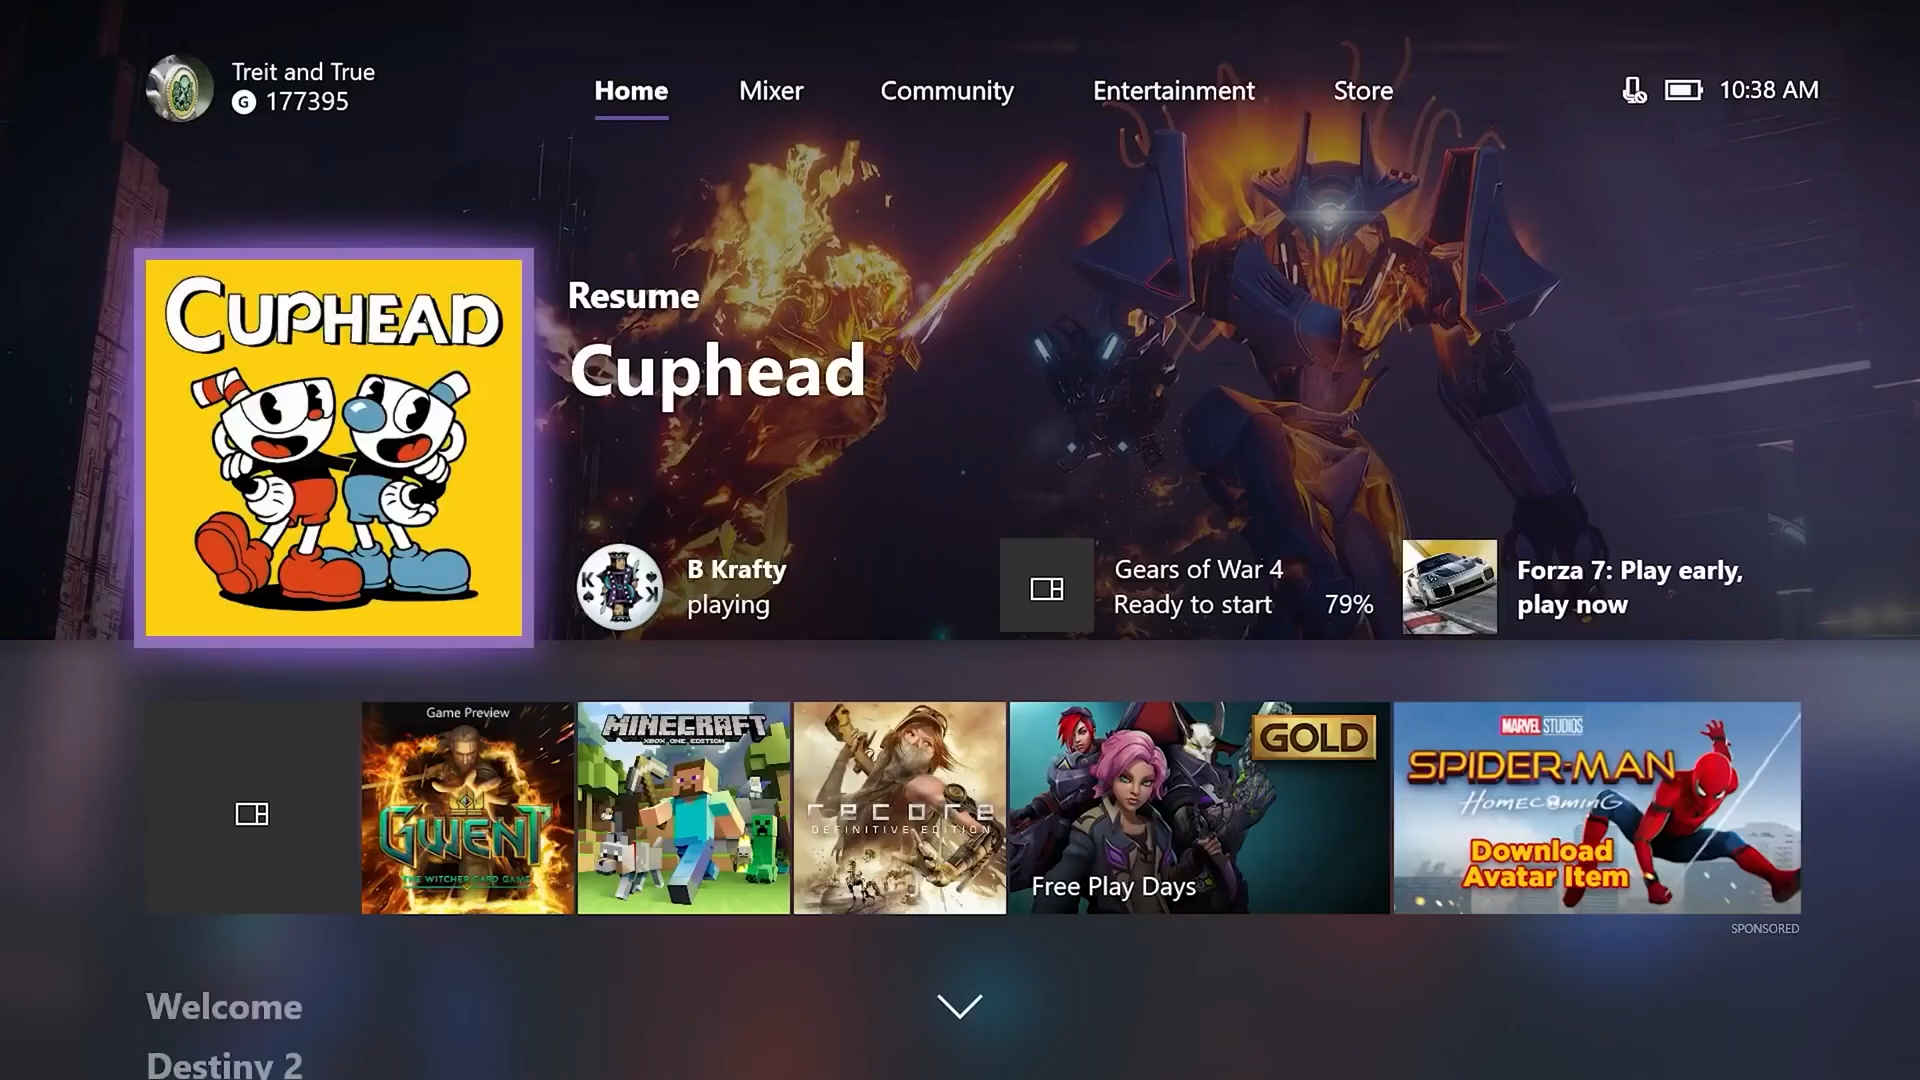 Treit and True
G 177395
Home
Mixer
Community
Entertainment
Store
10:38 AM
CUPHEAD
Resume
Cuphead
K
K
B Krafty
playing
Gears of War 4
Ready to start
79%
Forza 7: Play early,
play now
Game Preview
GWENT
THE WITCHER CARD GAME
MINECRAFT
XBOX ONE EDITION
recore
DEFINITIVE EDITION
GOLD
Free Play Days
MARVEL STUDIOS
SPIDER-MAN
HOMECOMING
Download
Avatar Item
SPONSORED
Welcome
Destiny 2